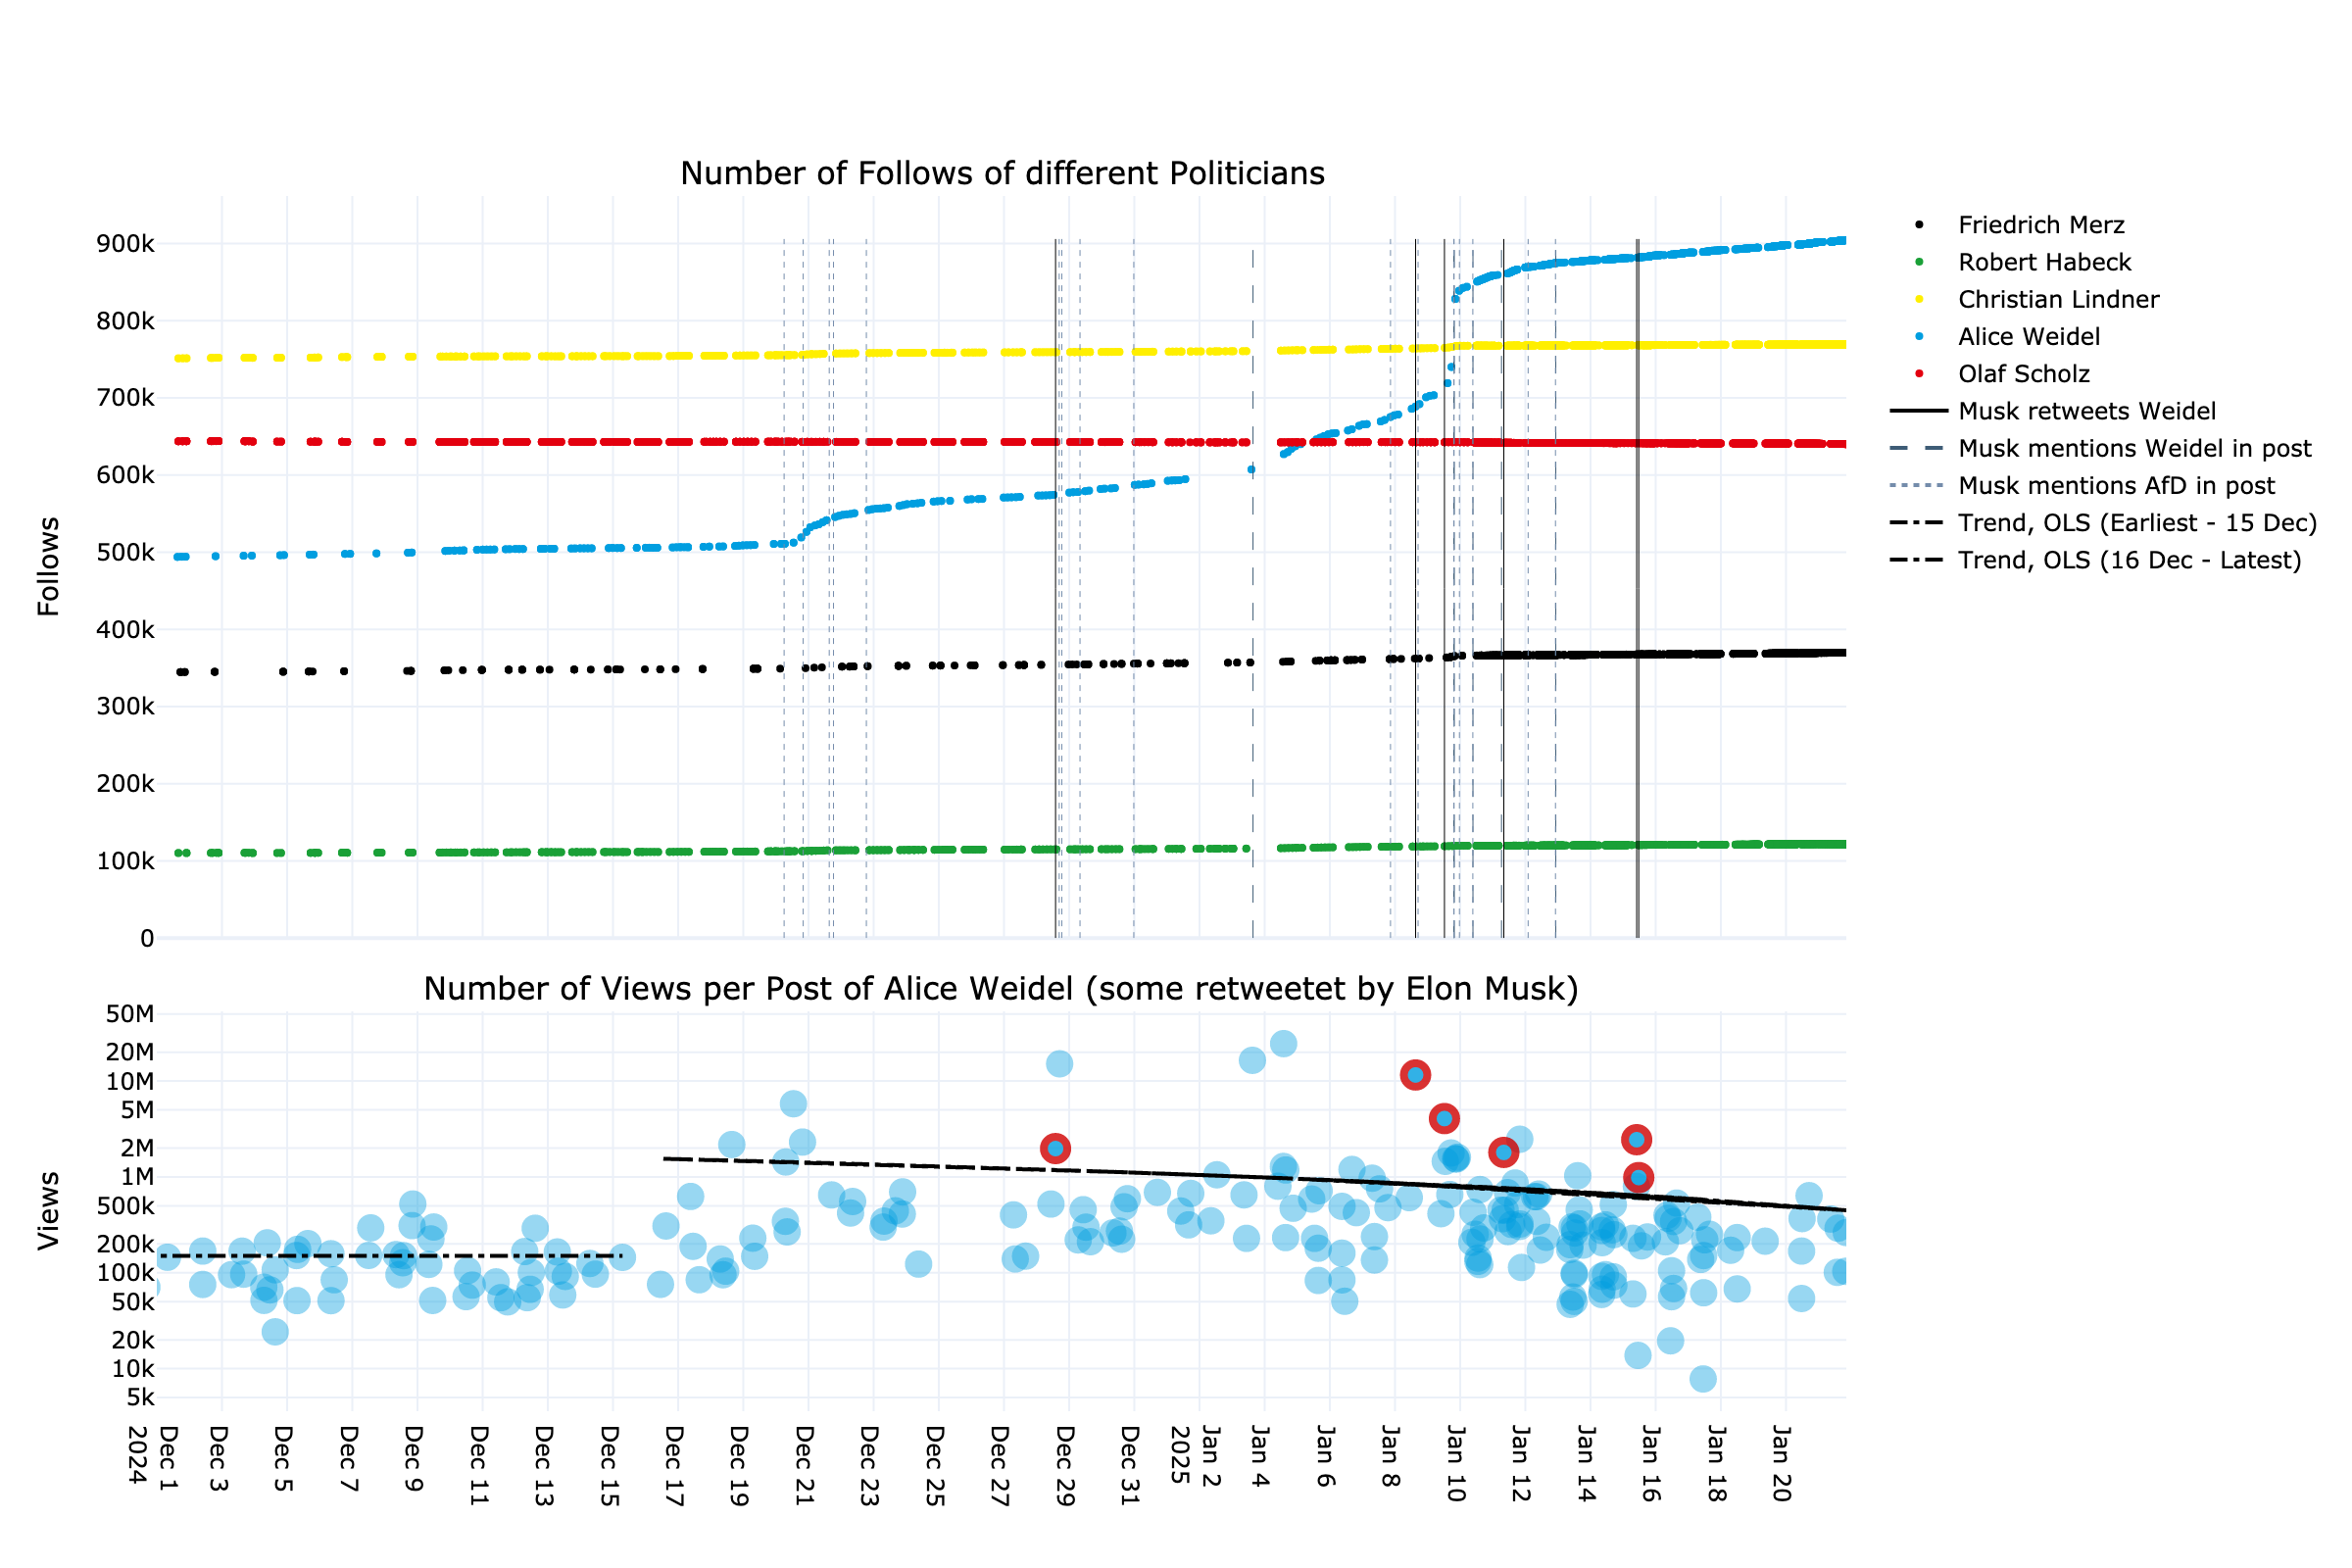 Number of Follows of different Politicians
900k
800k
700k
600k
500k
400k
300k
200k
100k
0
Follows
Friedrich Merz
Robert Habeck
Christian Lindner
Alice Weidel
Olaf Scholz
Musk retweets Weidel
Musk mentions Weidel in post
Musk mentions AfD in post
Trend, OLS (Earliest - 15 Dec)
Trend, OLS (16 Dec - Latest)
Number of Views per Post of Alice Weidel (some retweetet by Elon Musk)
50M
20M
10M
5M
2M
1M
500k
200k
100k
50k
20k
10k
5k
Views
Dec 1
2024
Dec 3
Dec 5
Dec 7
Dec 9
Dec 11
Dec 13
Dec 15
Dec 17
Dec 19
Dec 21
Dec 23
Dec 25
Dec 27
Dec 29
Dec 31
Jan 2
2025
Jan 4
Jan 6
Jan 8
Jan 10
Jan 12
Jan 14
Jan 16
Jan 18
Jan 20